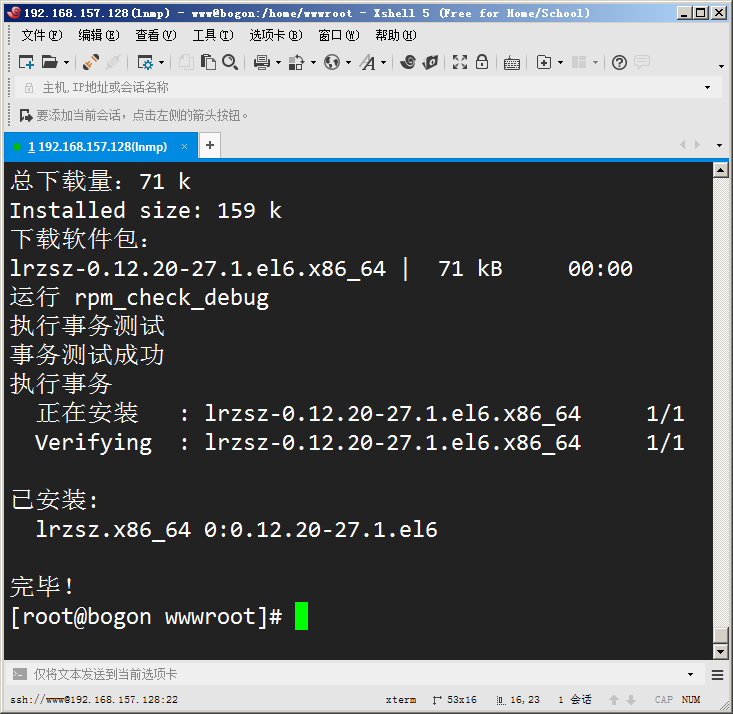 192.168.157.128(lnmp) - www@bogon:/home/wwwroot - Xshell 5 (Free for Home/School)
文件(F) 编辑(E) 查看(V) 工具(T) 选项卡(B) 窗口(W) 帮助(H)
主机,IP地址或会话名称
要添加当前会话，点击左侧的箭头按钮。
1 192.168.157.128(lnmp) × +
总下载量：71 k
Installed size: 159 k
下载软件包：
lrzsz-0.12.20-27.1.el6.x86_64 | 71 kB 00:00
运行 rpm_check_debug
执行事务测试
事务测试成功
执行事务
正在安装 : lrzsz-0.12.20-27.1.el6.x86_64 1/1
Verifying : lrzsz-0.12.20-27.1.el6.x86_64 1/1
已安装:
lrzsz.x86_64 0:0.12.20-27.1.el6
完毕！
[root@bogon wwwroot]#
仅将文本发送到当前选项卡
ssh://www@192.168.157.128:22 xterm 53x16 16,23 1 会话 CAP NUM